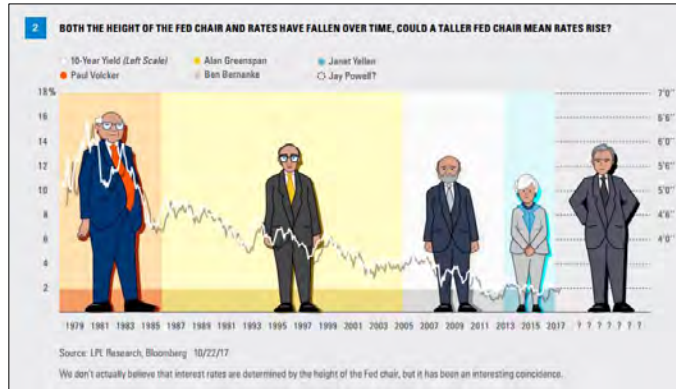 2
BOTH THE HEIGHT OF THE FED CHAIR AND RATES HAVE FALLEN OVER TIME, COULD A TALLER FED CHAIR MEAN RATES RISE?
10-Year Yield (Left Scale)
Alan Greenspan
Janet Yellen
Paul Volcker
Ben Bernanke
Jay Powell?
18%
7'0"
16
6'6"
14
6'0"
12
5'6"
10
5'0"
8
4'6"
6
4'0"
4
2
1979 1981 1983 1985 1987 1989 1991 1993 1995 1997 1999 2001 2002 2005 2007 2009 2011 2013 2015 2017 ? ? ? ? ? ? ?
Source: LPL Research, Bloomberg 10/22/17
We don't actually believe that interest rates are determined by the height of the Fed chair, but it has been an interesting coincidence.